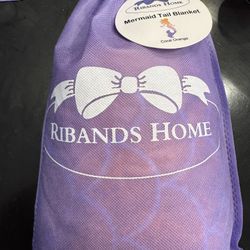 RIBANDS HOME
Mermaid Tail Blanket
Coral Orange
RIBANDS HOME